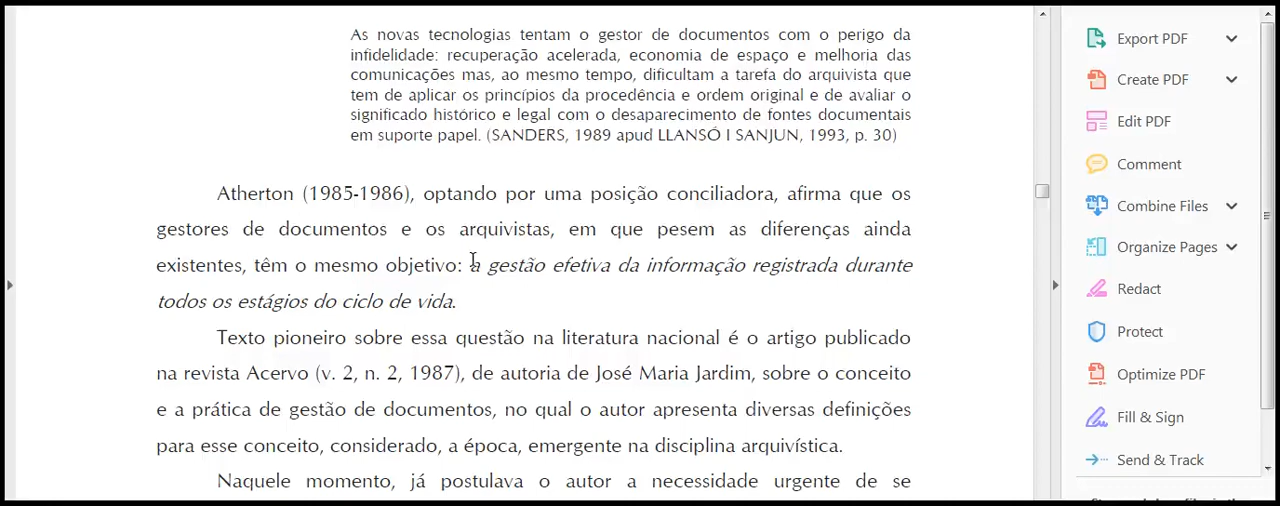 As novas tecnologias tentam o gestor de documentos com o perigo da
infidelidade: recuperação acelerada, economia de espaço e melhoria das
comunicações mas, ao mesmo tempo, dificultam a tarefa do arquivista que
tem de aplicar os princípios da procedência e ordem original e de avaliar o
significado histórico e legal com o desaparecimento de fontes documentais
em suporte papel. (SANDERS, 1989 apud LLANSÓ I SANJUN, 1993, p. 30)
Atherton (1985-1986), optando por uma posição conciliadora, afirma que os
gestores de documentos e os arquivistas, em que pesem as diferenças ainda
existentes, têm o mesmo objetivo: a gestão efetiva da informação registrada durante
todos os estágios do ciclo de vida.
Texto pioneiro sobre essa questão na literatura nacional é o artigo publicado
na revista Acervo (v. 2, n. 2, 1987), de autoria de José Maria Jardim, sobre o conceito
e a prática de gestão de documentos, no qual o autor apresenta diversas definições
para esse conceito, considerado, a época, emergente na disciplina arquivística.
Naquele momento, já postulava o autor a necessidade urgente de se
Export PDF
Create PDF
Edit PDF
Comment
Combine Files
Organize Pages
Redact
Protect
Optimize PDF
Fill & Sign
Send & Track